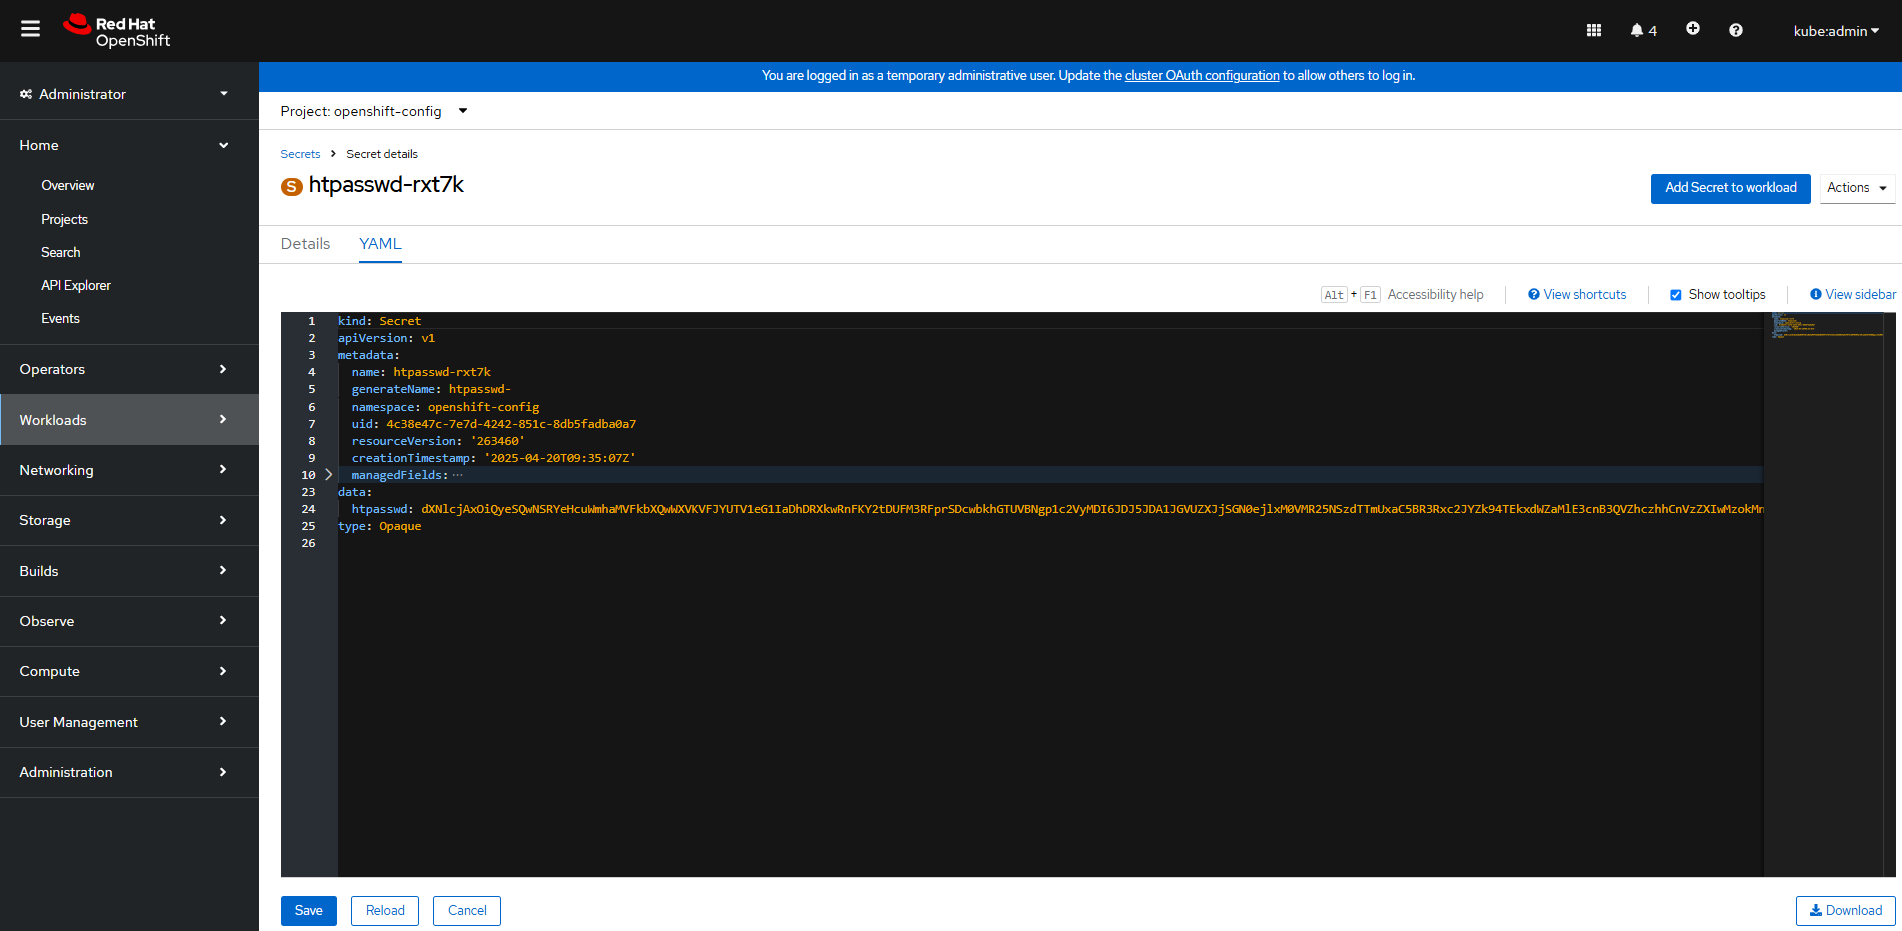 Red Hat
OpenShift
4
kube:admin
Administrator
Home
Overview
Projects
Search
API Explorer
Events
Operators
Workloads
Networking
Storage
Builds
Observe
Compute
User Management
Administration
You are logged in as a temporary administrative user. Update the cluster OAuth configuration to allow others to log in.
Project: openshift-config
Secrets > Secret details
S htpasswd-rxt7k
Add Secret to workload
Actions
Details YAML
Alt + F1 Accessibility help View shortcuts Show tooltips View sidebar
1 kind: Secret
2 apiVersion: v1
3 metadata:
4 name: htpasswd-rxt7k
5 generateName: htpasswd-
6 namespace: openshift-config
7 uid: 4c38e47c-7e7d-4242-851c-8db5fadba0a7
8 resourceVersion: '263460'
9 creationTimestamp: '2025-04-20T09:35:07Z'
10 managedFields: ...
23 data:
24 htpasswd:
25 type: Opaque
26
Save Reload Cancel Download